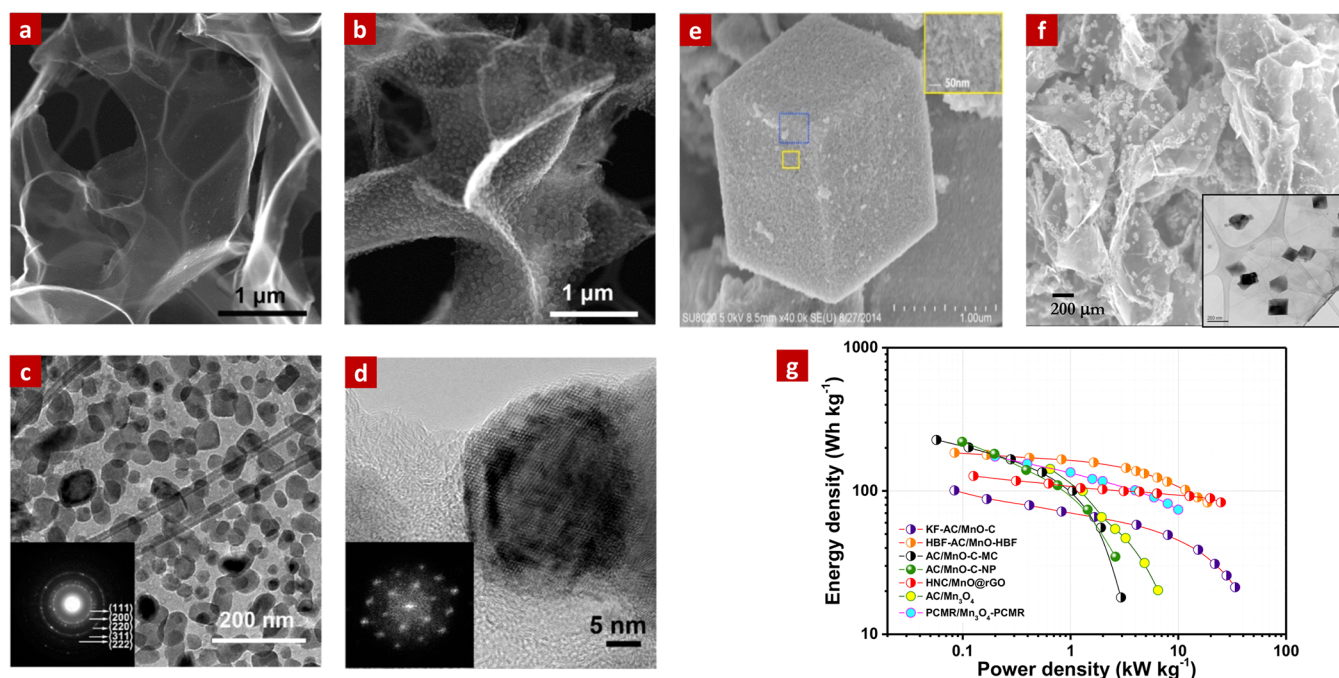 a
1 µm
b
1 µm
e
50nm
SU8020 5.0kV 8.5mm x40.0k SE(U) 8/27/2014
1.00um
f
200 µm
200 nm
c
(111)
(200)
(220)
(311)
(222)
200 nm
d
5 nm
g
Energy density (Wh kg⁻¹)
1000
100
10
KF-AC/MnO-C
HBF-AC/MnO-HBF
AC/MnO-C-MC
AC/MnO-C-NP
HNC/MnO@rGO
AC/Mn₃O₄
PCMR/Mn₃O₄-PCMR
0.1
1
10
100
Power density (kW kg⁻¹)